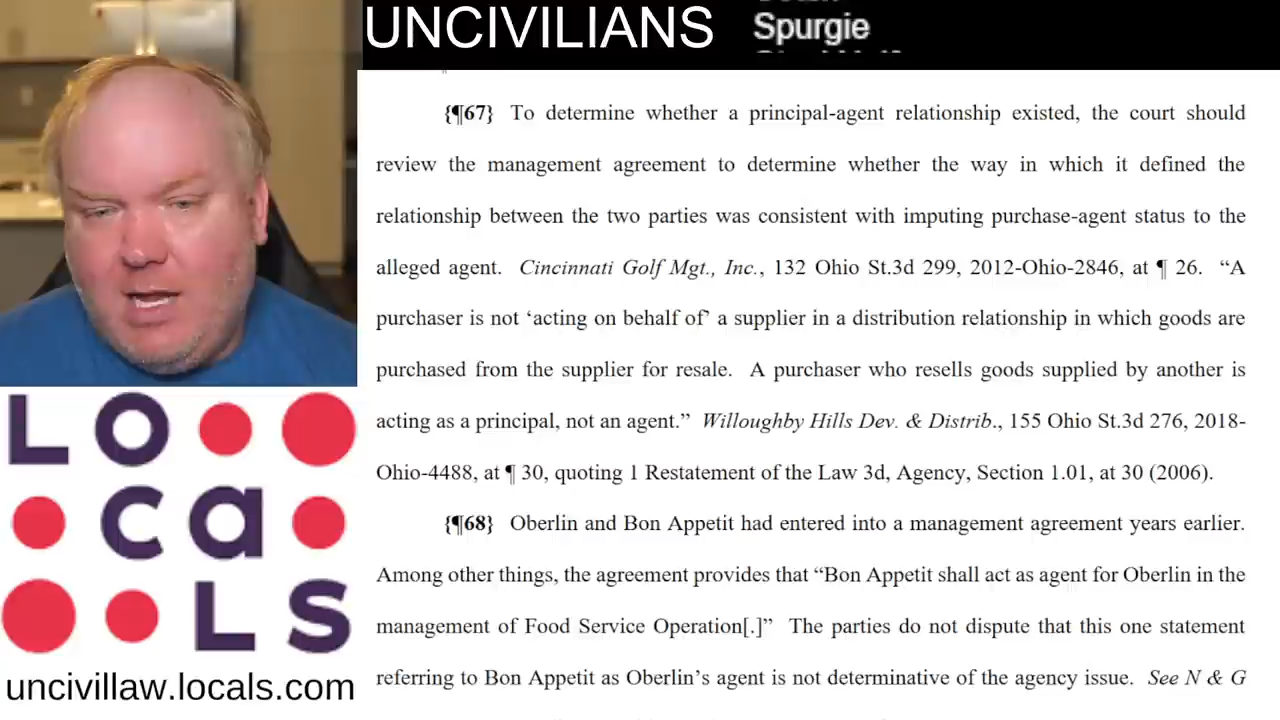 UNCIVILIANS
Spurgie
{¶67} To determine whether a principal-agent relationship existed, the court should
review the management agreement to determine whether the way in which it defined the
relationship between the two parties was consistent with imputing purchase-agent status to the
alleged agent. Cincinnati Golf Mgt., Inc., 132 Ohio St.3d 299, 2012-Ohio-2846, at ¶ 26. “A
purchaser is not ‘acting on behalf of’ a supplier in a distribution relationship in which goods are
purchased from the supplier for resale. A purchaser who resells goods supplied by another is
acting as a principal, not an agent.” Willoughby Hills Dev. & Distrib., 155 Ohio St.3d 276, 2018-
Ohio-4488, at ¶ 30, quoting 1 Restatement of the Law 3d, Agency, Section 1.01, at 30 (2006).
{¶68} Oberlin and Bon Appetit had entered into a management agreement years earlier.
Among other things, the agreement provides that “Bon Appetit shall act as agent for Oberlin in the
management of Food Service Operation[.]” The parties do not dispute that this one statement
referring to Bon Appetit as Oberlin’s agent is not determinative of the agency issue. See N & G
LO
ca
LS
uncivillaw.locals.com